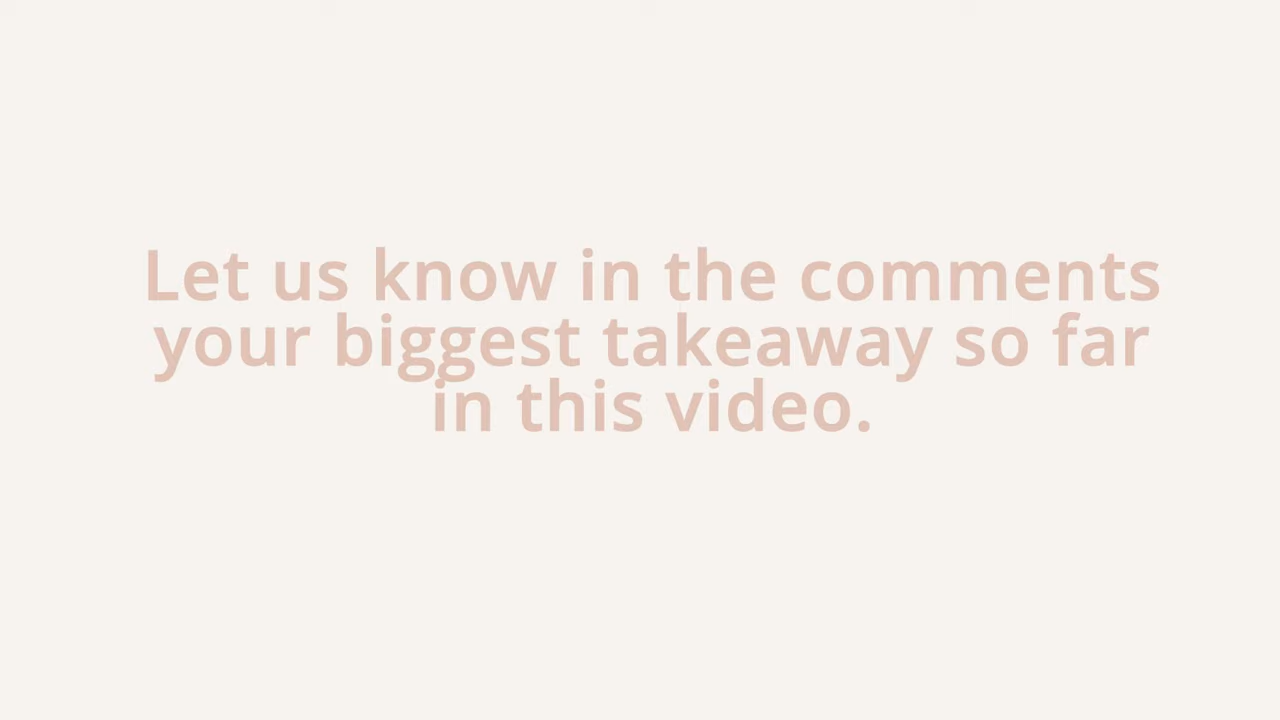 Let us know in the comments
your biggest takeaway so far
in this video.